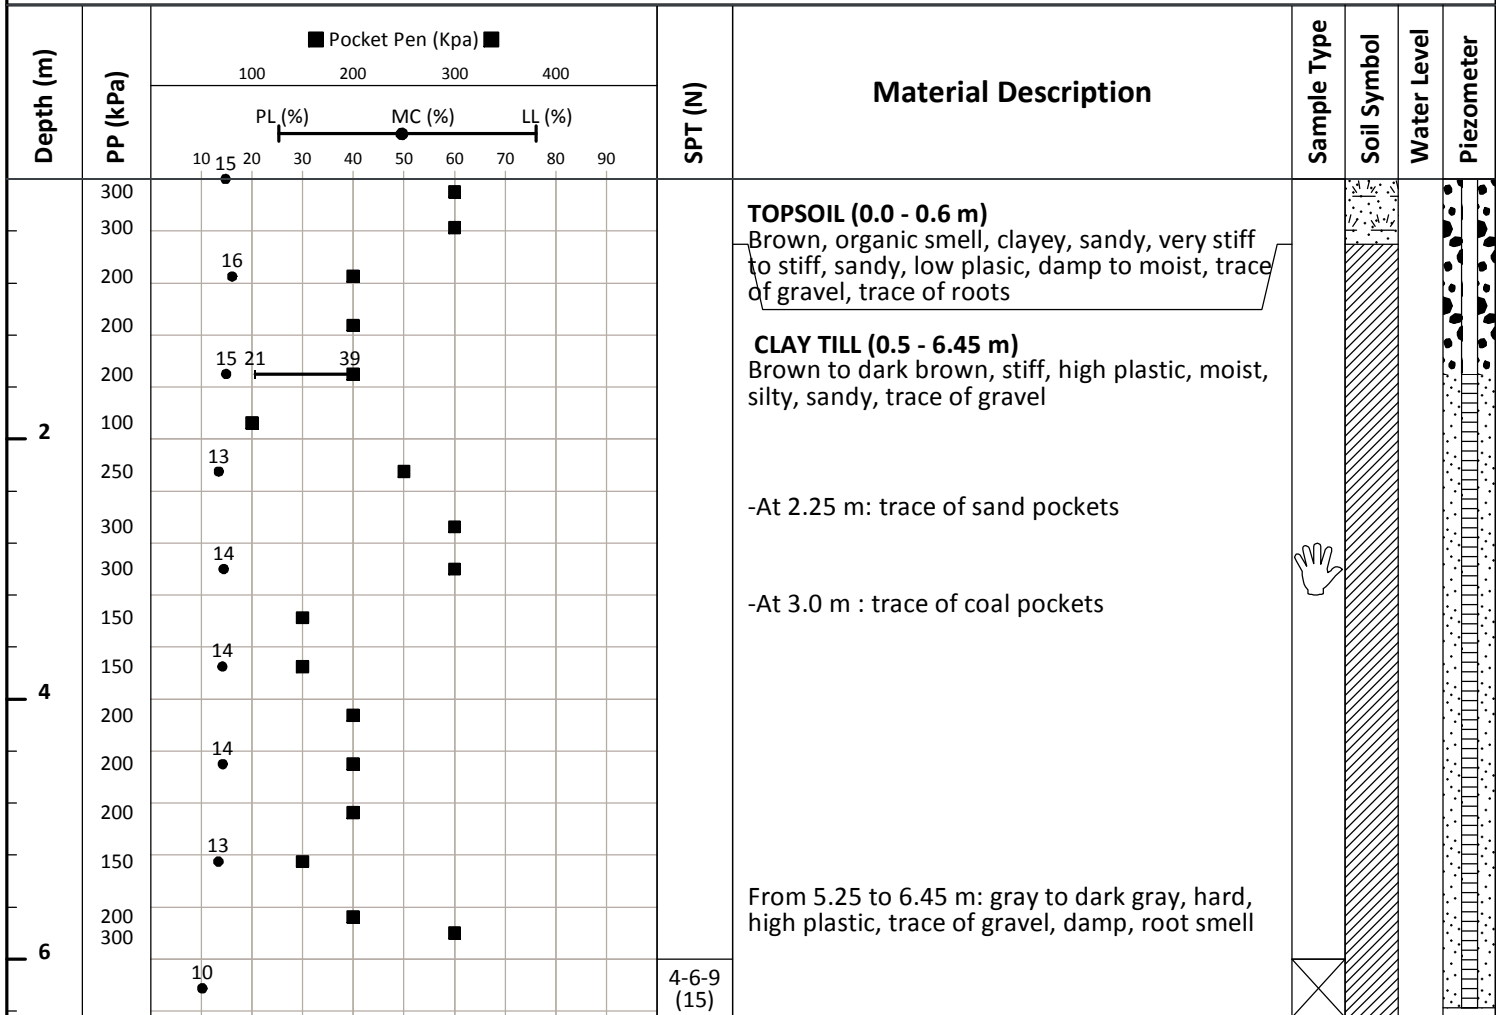 Depth (m)
PP (kPa)
■ Pocket Pen (Kpa) ■
100 200 300 400
PL (%) MC (%) LL (%)
10 20 30 40 50 60 70 80 90
SPT (N)
Material Description
Sample Type
Soil Symbol
Water Level
Piezometer
15
300
300
TOPSOIL (0.0 - 0.6 m)
Brown, organic smell, clayey, sandy, very stiff
to stiff, sandy, low plasic, damp to moist, trace
of gravel, trace of roots
200 16
200
CLAY TILL (0.5 - 6.45 m)
Brown to dark brown, stiff, high plastic, moist,
silty, sandy, trace of gravel
200 15 21 39
100
2
250 13
-At 2.25 m: trace of sand pockets
300
300 14
-At 3.0 m : trace of coal pockets
150
150 14
4
200
200 14
200
150 13
From 5.25 to 6.45 m: gray to dark gray, hard,
high plastic, trace of gravel, damp, root smell
200
300
6
10
4-6-9
(15)